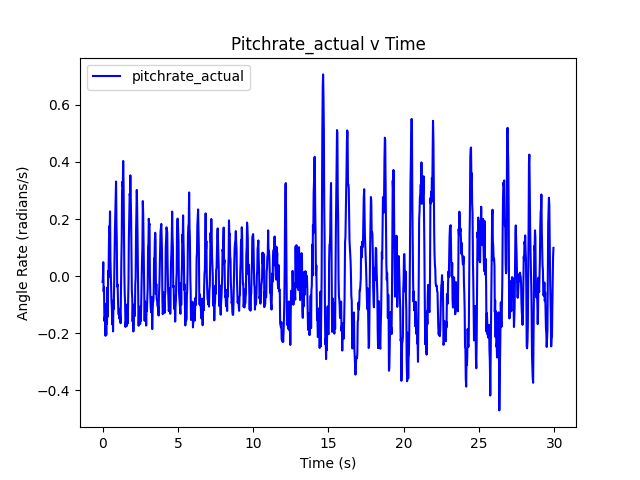 Pitchrate_actual v Time
pitchrate_actual
Angle Rate (radians/s)
0.6
0.4
0.2
0.0
−0.2
−0.4
0 5 10 15 20 25 30
Time (s)